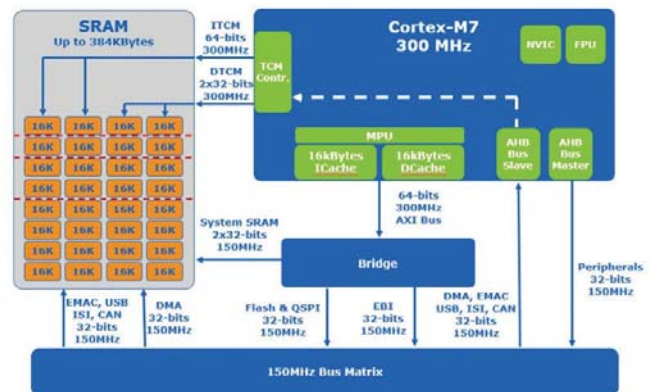 SRAM
Up to 384KBytes
16K 16K 16K 16K
16K 16K 16K 16K
16K 16K 16K 16K
16K 16K 16K 16K
16K 16K 16K 16K
16K 16K 16K 16K
16K 16K 16K 16K
16K 16K 16K 16K
ITCM
64-bits
300MHz
DTCM
2x32-bits
300MHz
Cortex-M7
300 MHz
NVIC
FPU
TCM
Contr.
MPU
16kBytes
ICache
16kBytes
DCache
AHB
Bus
Slave
AHB
Bus
Master
64-bits
300MHz
AXI Bus
System SRAM
2x32-bits
150MHz
Bridge
EMAC, USB
ISI, CAN
32-bits
150MHz
DMA
32-bits
150MHz
Flash & QSPI
32-bits
150MHz
EBI
32-bits
150MHz
DMA, EMAC
USB, ISI, CAN
32-bits
150MHz
Peripherals
32-bits
150MHz
150MHz Bus Matrix